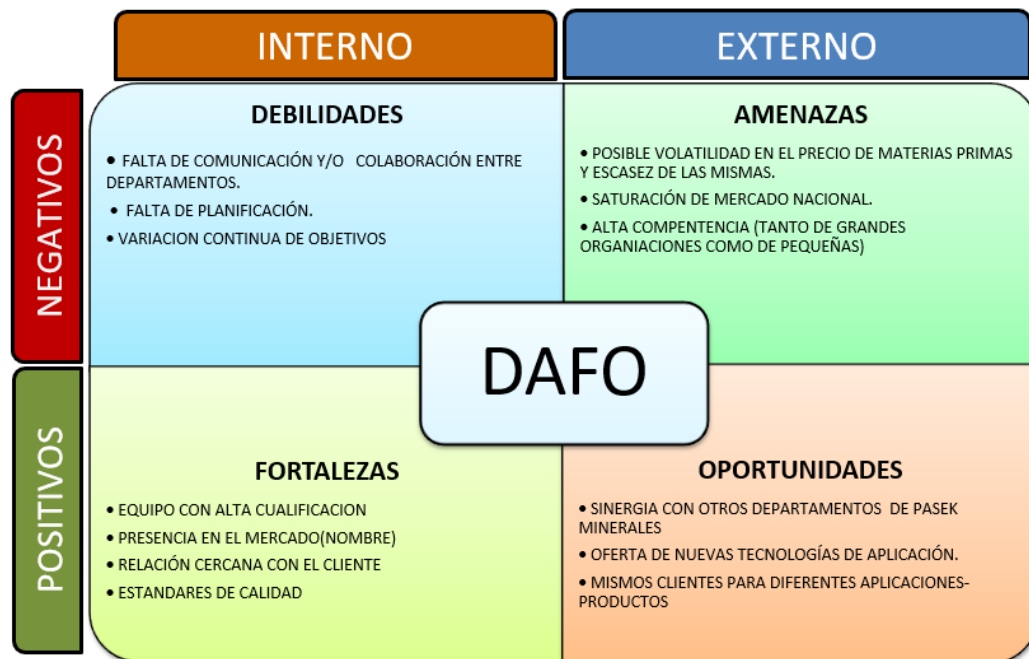 INTERNO
EXTERNO
NEGATIVOS
DEBILIDADES
• FALTA DE COMUNICACIÓN Y/O COLABORACIÓN ENTRE
DEPARTAMENTOS.
• FALTA DE PLANIFICACIÓN.
• VARIACION CONTINUA DE OBJETIVOS
AMENAZAS
• POSIBLE VOLATILIDAD EN EL PRECIO DE MATERIAS PRIMAS
Y ESCASEZ DE LAS MISMAS.
• SATURACIÓN DE MERCADO NACIONAL.
• ALTA COMPENTENCIA (TANTO DE GRANDES
ORGANIACIONES COMO DE PEQUEÑAS)
DAFO
POSITIVOS
FORTALEZAS
• EQUIPO CON ALTA CUALIFICACION
• PRESENCIA EN EL MERCADO(NOMBRE)
• RELACIÓN CERCANA CON EL CLIENTE
• ESTANDARES DE CALIDAD
OPORTUNIDADES
• SINERGIA CON OTROS DEPARTAMENTOS DE PASEK
MINERALES
• OFERTA DE NUEVAS TECNOLOGÍAS DE APLICACIÓN.
• MISMOS CLIENTES PARA DIFERENTES APLICACIONES-
PRODUCTOS